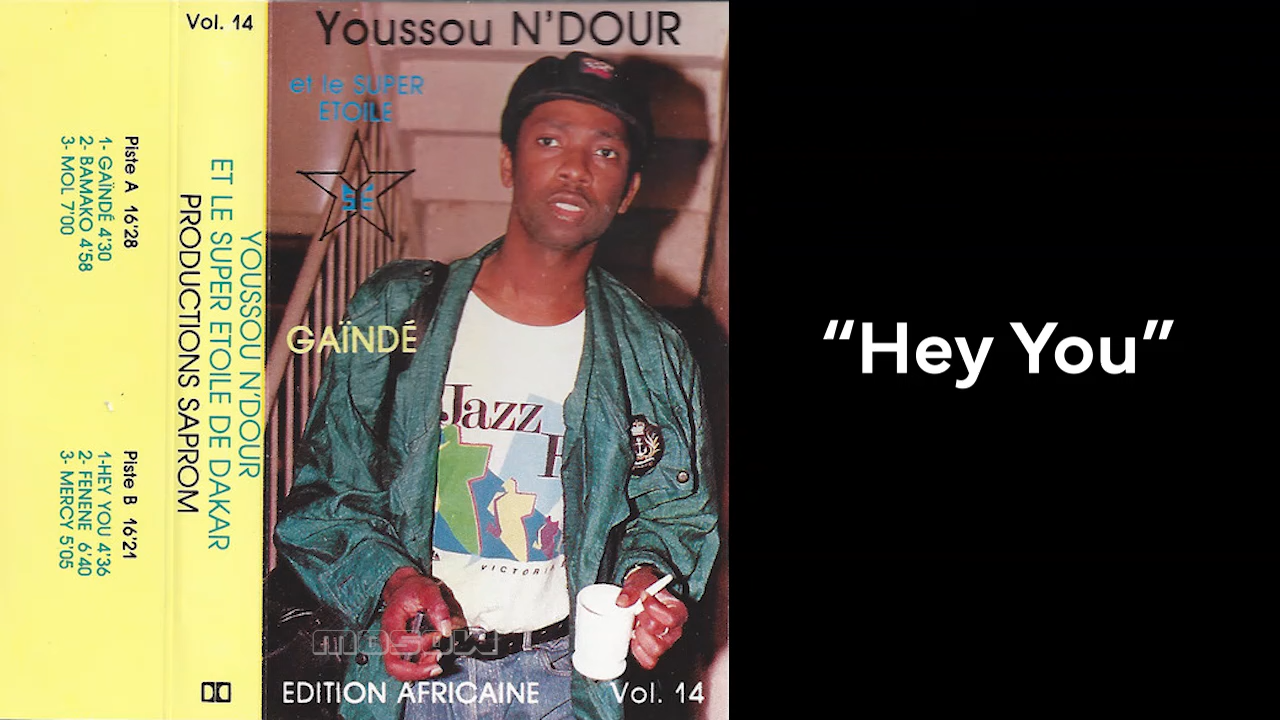 Vol. 14
Piste A 16'28
1- GAÏNDÉ 4'30
2- BAMAKO 4'58
3- MOL 7'00
Piste B 16'21
1-HEY YOU 4'36
2- FENENE 6'40
3- MERCY 5'05
YOUSSOU N'DOUR
ET LE SUPER ETOILE DE DAKAR
PRODUCTIONS SAPROM
Youssou N'DOUR
et le SUPER
ETOILE
GAÏNDÉ
Jazz
VICTORI
mosaw
EDITION AFRICAINE
Vol. 14
“Hey You”